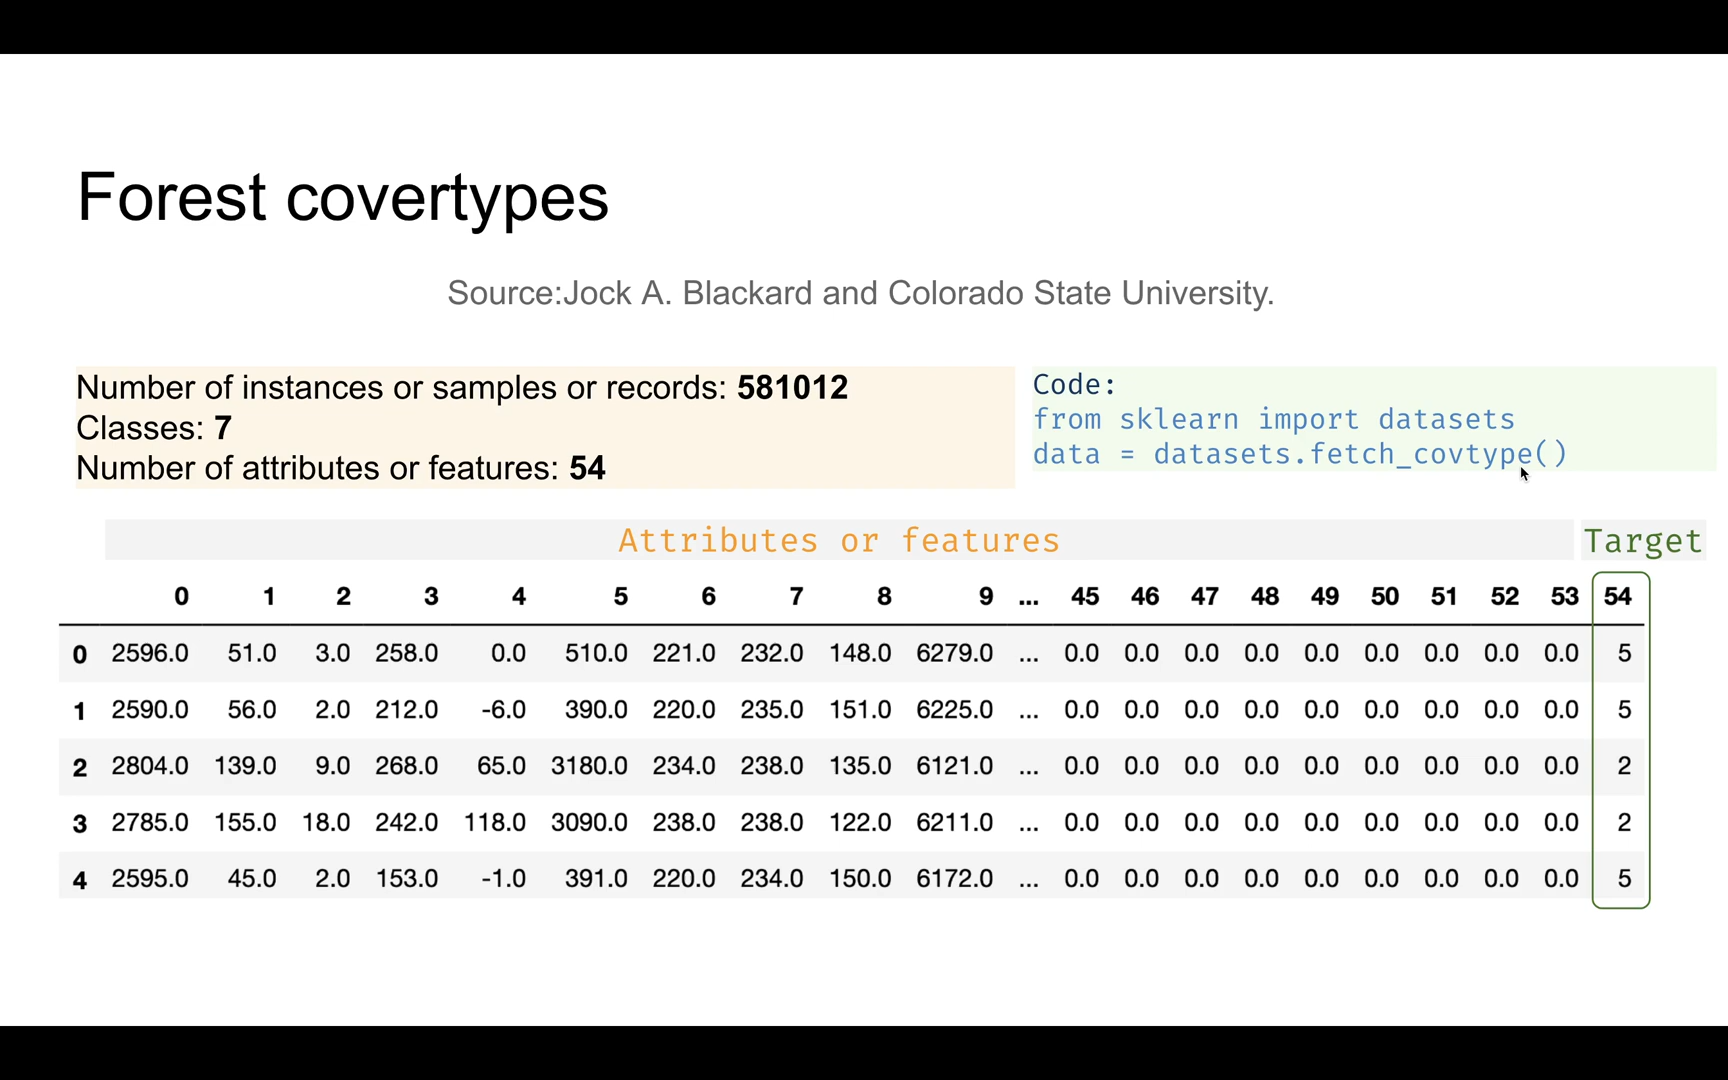 Forest covertypes
Source:Jock A. Blackard and Colorado State University.
Number of instances or samples or records: 581012
Classes: 7
Number of attributes or features: 54
Code:
from sklearn import datasets
data = datasets.fetch_covtype()
Attributes or features Target
0 1 2 3 4 5 6 7 8 9 ... 45 46 47 48 49 50 51 52 53 54
0 2596.0 51.0 3.0 258.0 0.0 510.0 221.0 232.0 148.0 6279.0 ... 0.0 0.0 0.0 0.0 0.0 0.0 0.0 0.0 0.0 5
1 2590.0 56.0 2.0 212.0 -6.0 390.0 220.0 235.0 151.0 6225.0 ... 0.0 0.0 0.0 0.0 0.0 0.0 0.0 0.0 0.0 5
2 2804.0 139.0 9.0 268.0 65.0 3180.0 234.0 238.0 135.0 6121.0 ... 0.0 0.0 0.0 0.0 0.0 0.0 0.0 0.0 0.0 2
3 2785.0 155.0 18.0 242.0 118.0 3090.0 238.0 238.0 122.0 6211.0 ... 0.0 0.0 0.0 0.0 0.0 0.0 0.0 0.0 0.0 2
4 2595.0 45.0 2.0 153.0 -1.0 391.0 220.0 234.0 150.0 6172.0 ... 0.0 0.0 0.0 0.0 0.0 0.0 0.0 0.0 0.0 5